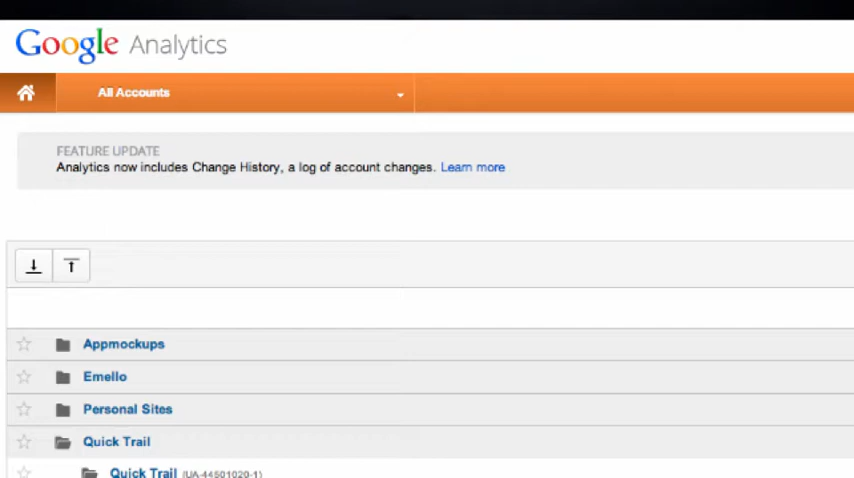 Google Analytics
All Accounts
FEATURE UPDATE
Analytics now includes Change History, a log of account changes. Learn more
Appmockups
Emello
Personal Sites
Quick Trail
Quick Trail (UA-44501020-1)